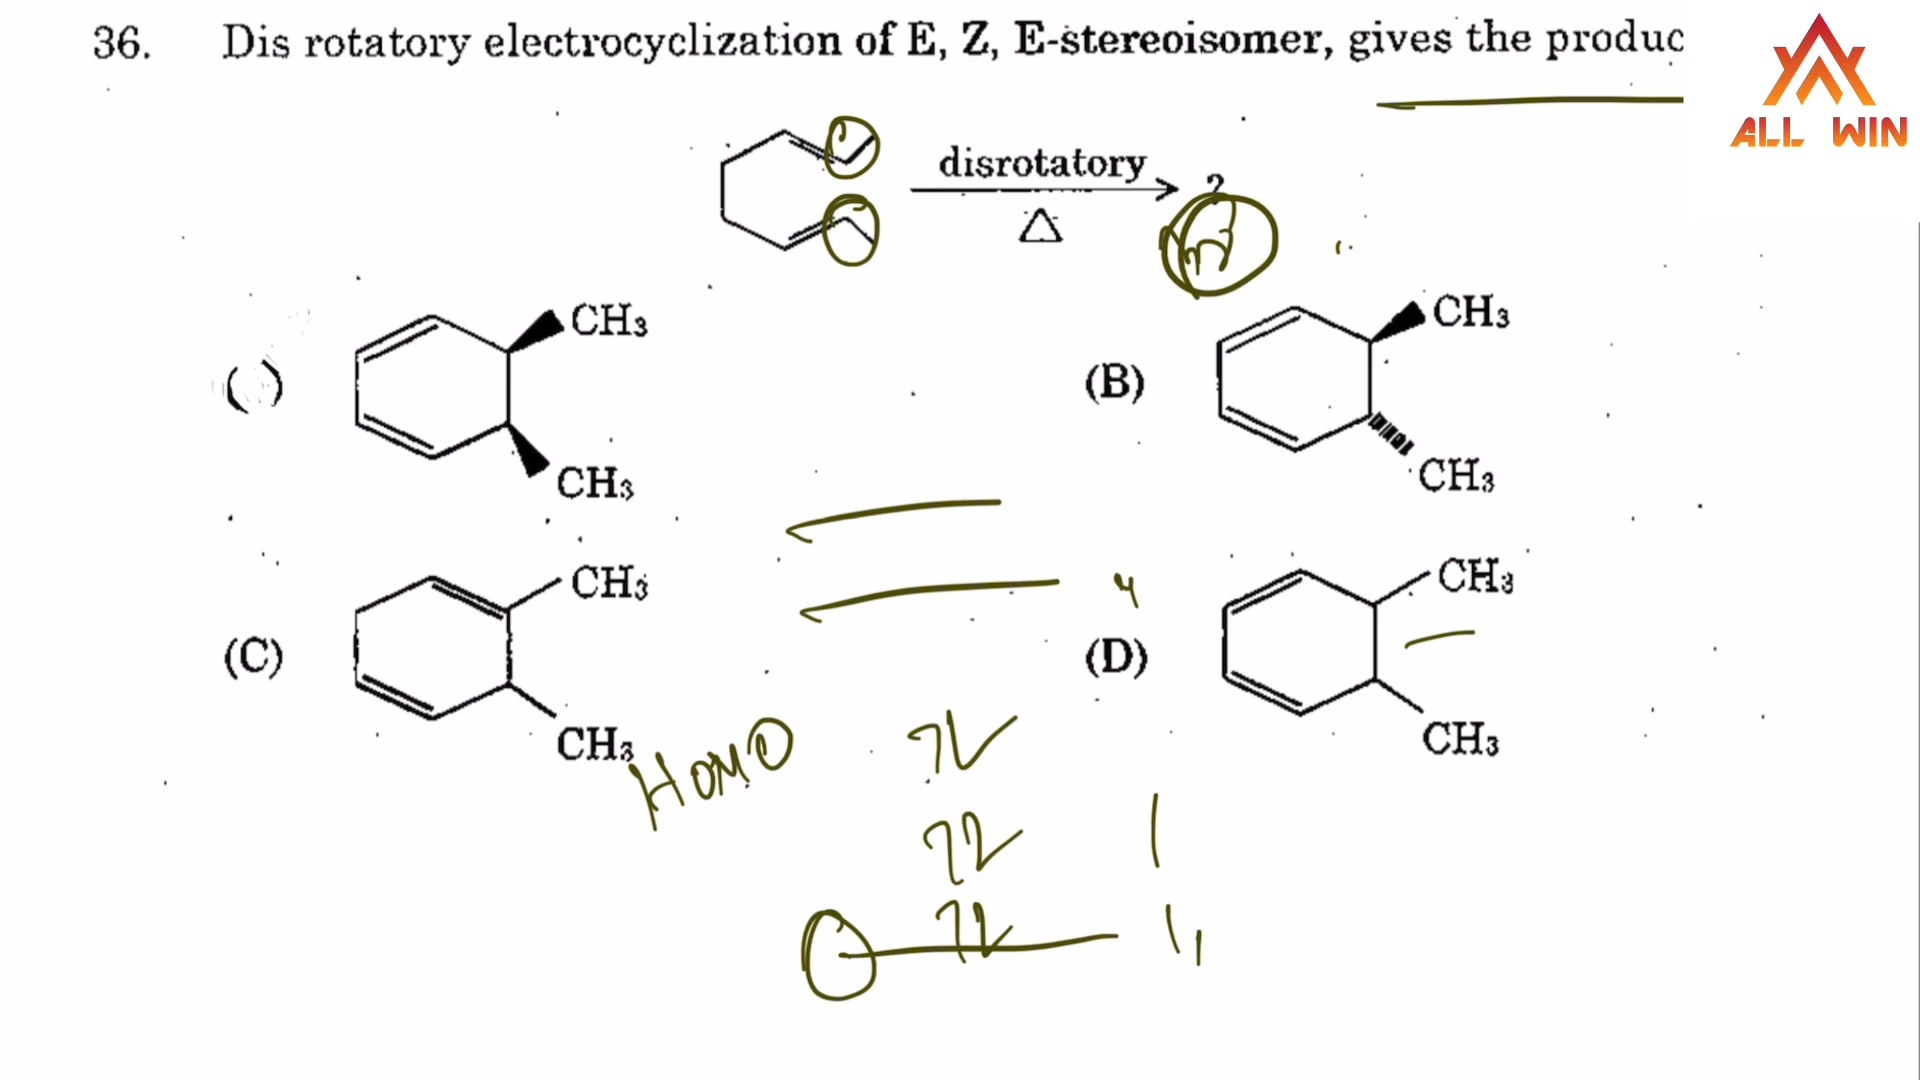 36. Dis rotatory electrocyclization of E, Z, E-stereoisomer, gives the produc
ALL WIN
disrotatory
?
△
CH₃
CH₃
(B)
CH₃
CH₃
(C)
CH₃
CH₃
(D)
CH₃
CH₃
HOMO